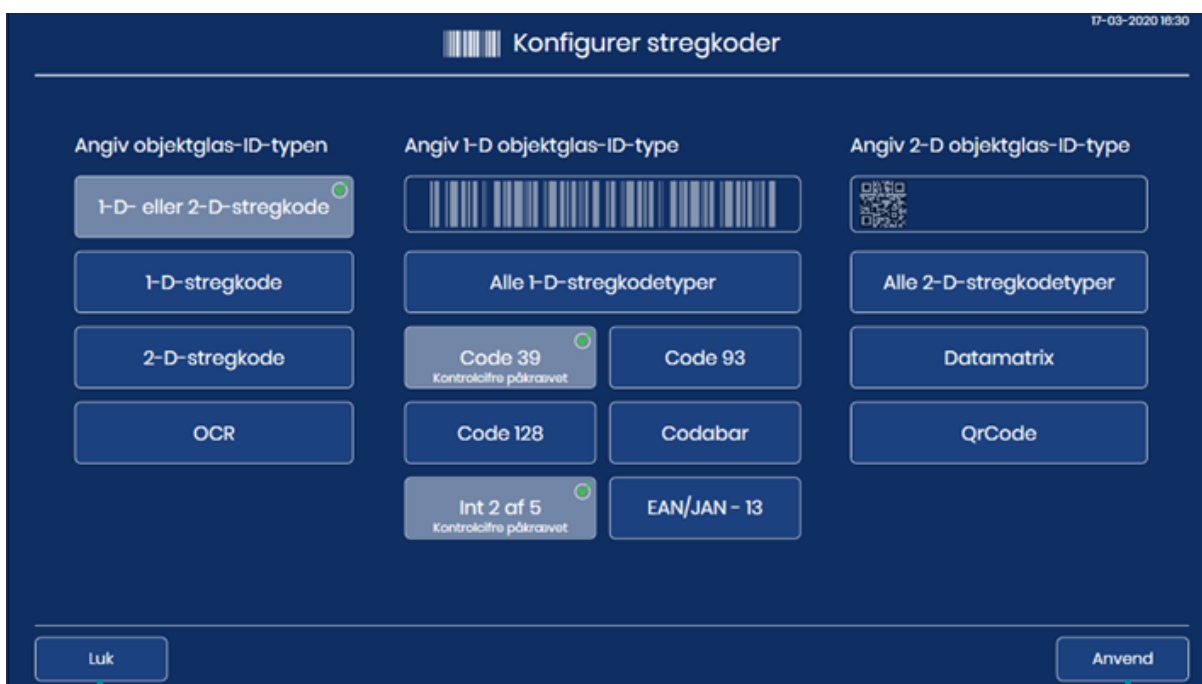 17-03-2020 16:30
Konfigurer stregkoder
Angiv objektglas-ID-typen
1-D- eller 2-D-stregkode
1-D-stregkode
2-D-stregkode
OCR
Angiv 1-D objektglas-ID-type
Alle 1-D-stregkodetyper
Code 39
Kontrolcifre påkrævet
Code 93
Code 128
Codabar
Int 2 af 5
Kontrolcifre påkrævet
EAN/JAN - 13
Angiv 2-D objektglas-ID-type
Alle 2-D-stregkodetyper
Datamatrix
QrCode
Luk
Anvend